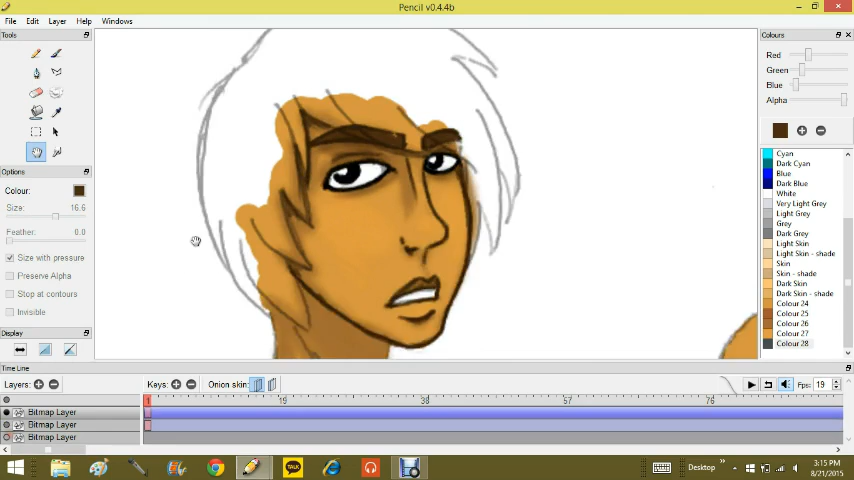 Pencil v0.4.4b
File Edit Layer Help Windows
Tools
Options
Colour:
Size: 16.6
Feather: 0.0
Size with pressure
Preserve Alpha
Stop at contours
Invisible
Display
Colours
Red
Green
Blue
Alpha
Cyan
Dark Cyan
Blue
Dark Blue
White
Very Light Grey
Light Grey
Grey
Dark Grey
Light Skin
Light Skin - shade
Skin
Skin - shade
Dark Skin
Dark Skin - shade
Colour 24
Colour 25
Colour 26
Colour 27
Colour 28
Time Line
Layers: Keys: Onion skin: Fps: 19
1 19 38 57 76
Bitmap Layer
Bitmap Layer
Bitmap Layer
TALK
Desktop
3:15 PM
8/21/2015